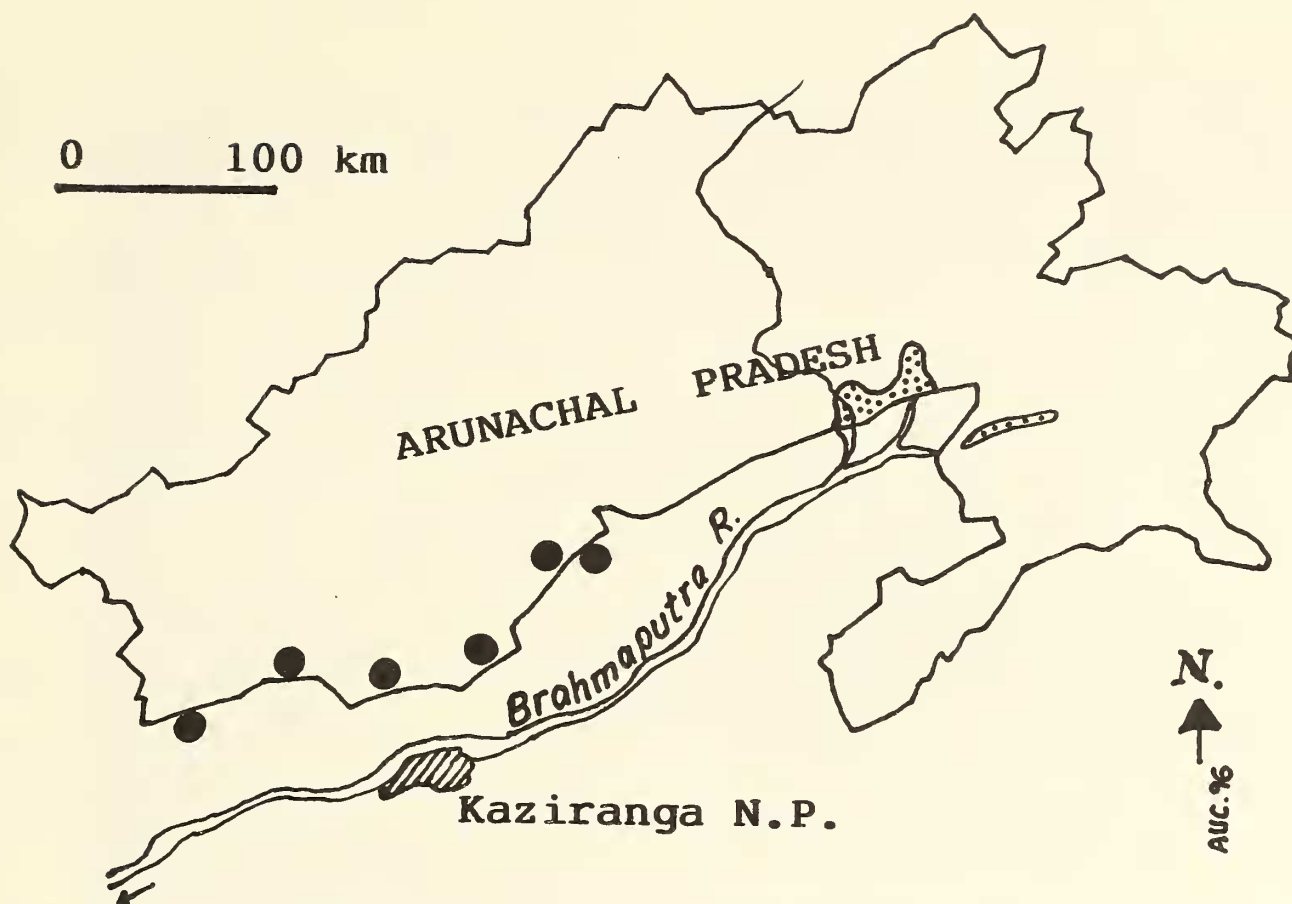 0 100 km
ARUNACHAL PRADESH
Brahmaputra R.
N.
Kaziranga N.P.
AUG. 96